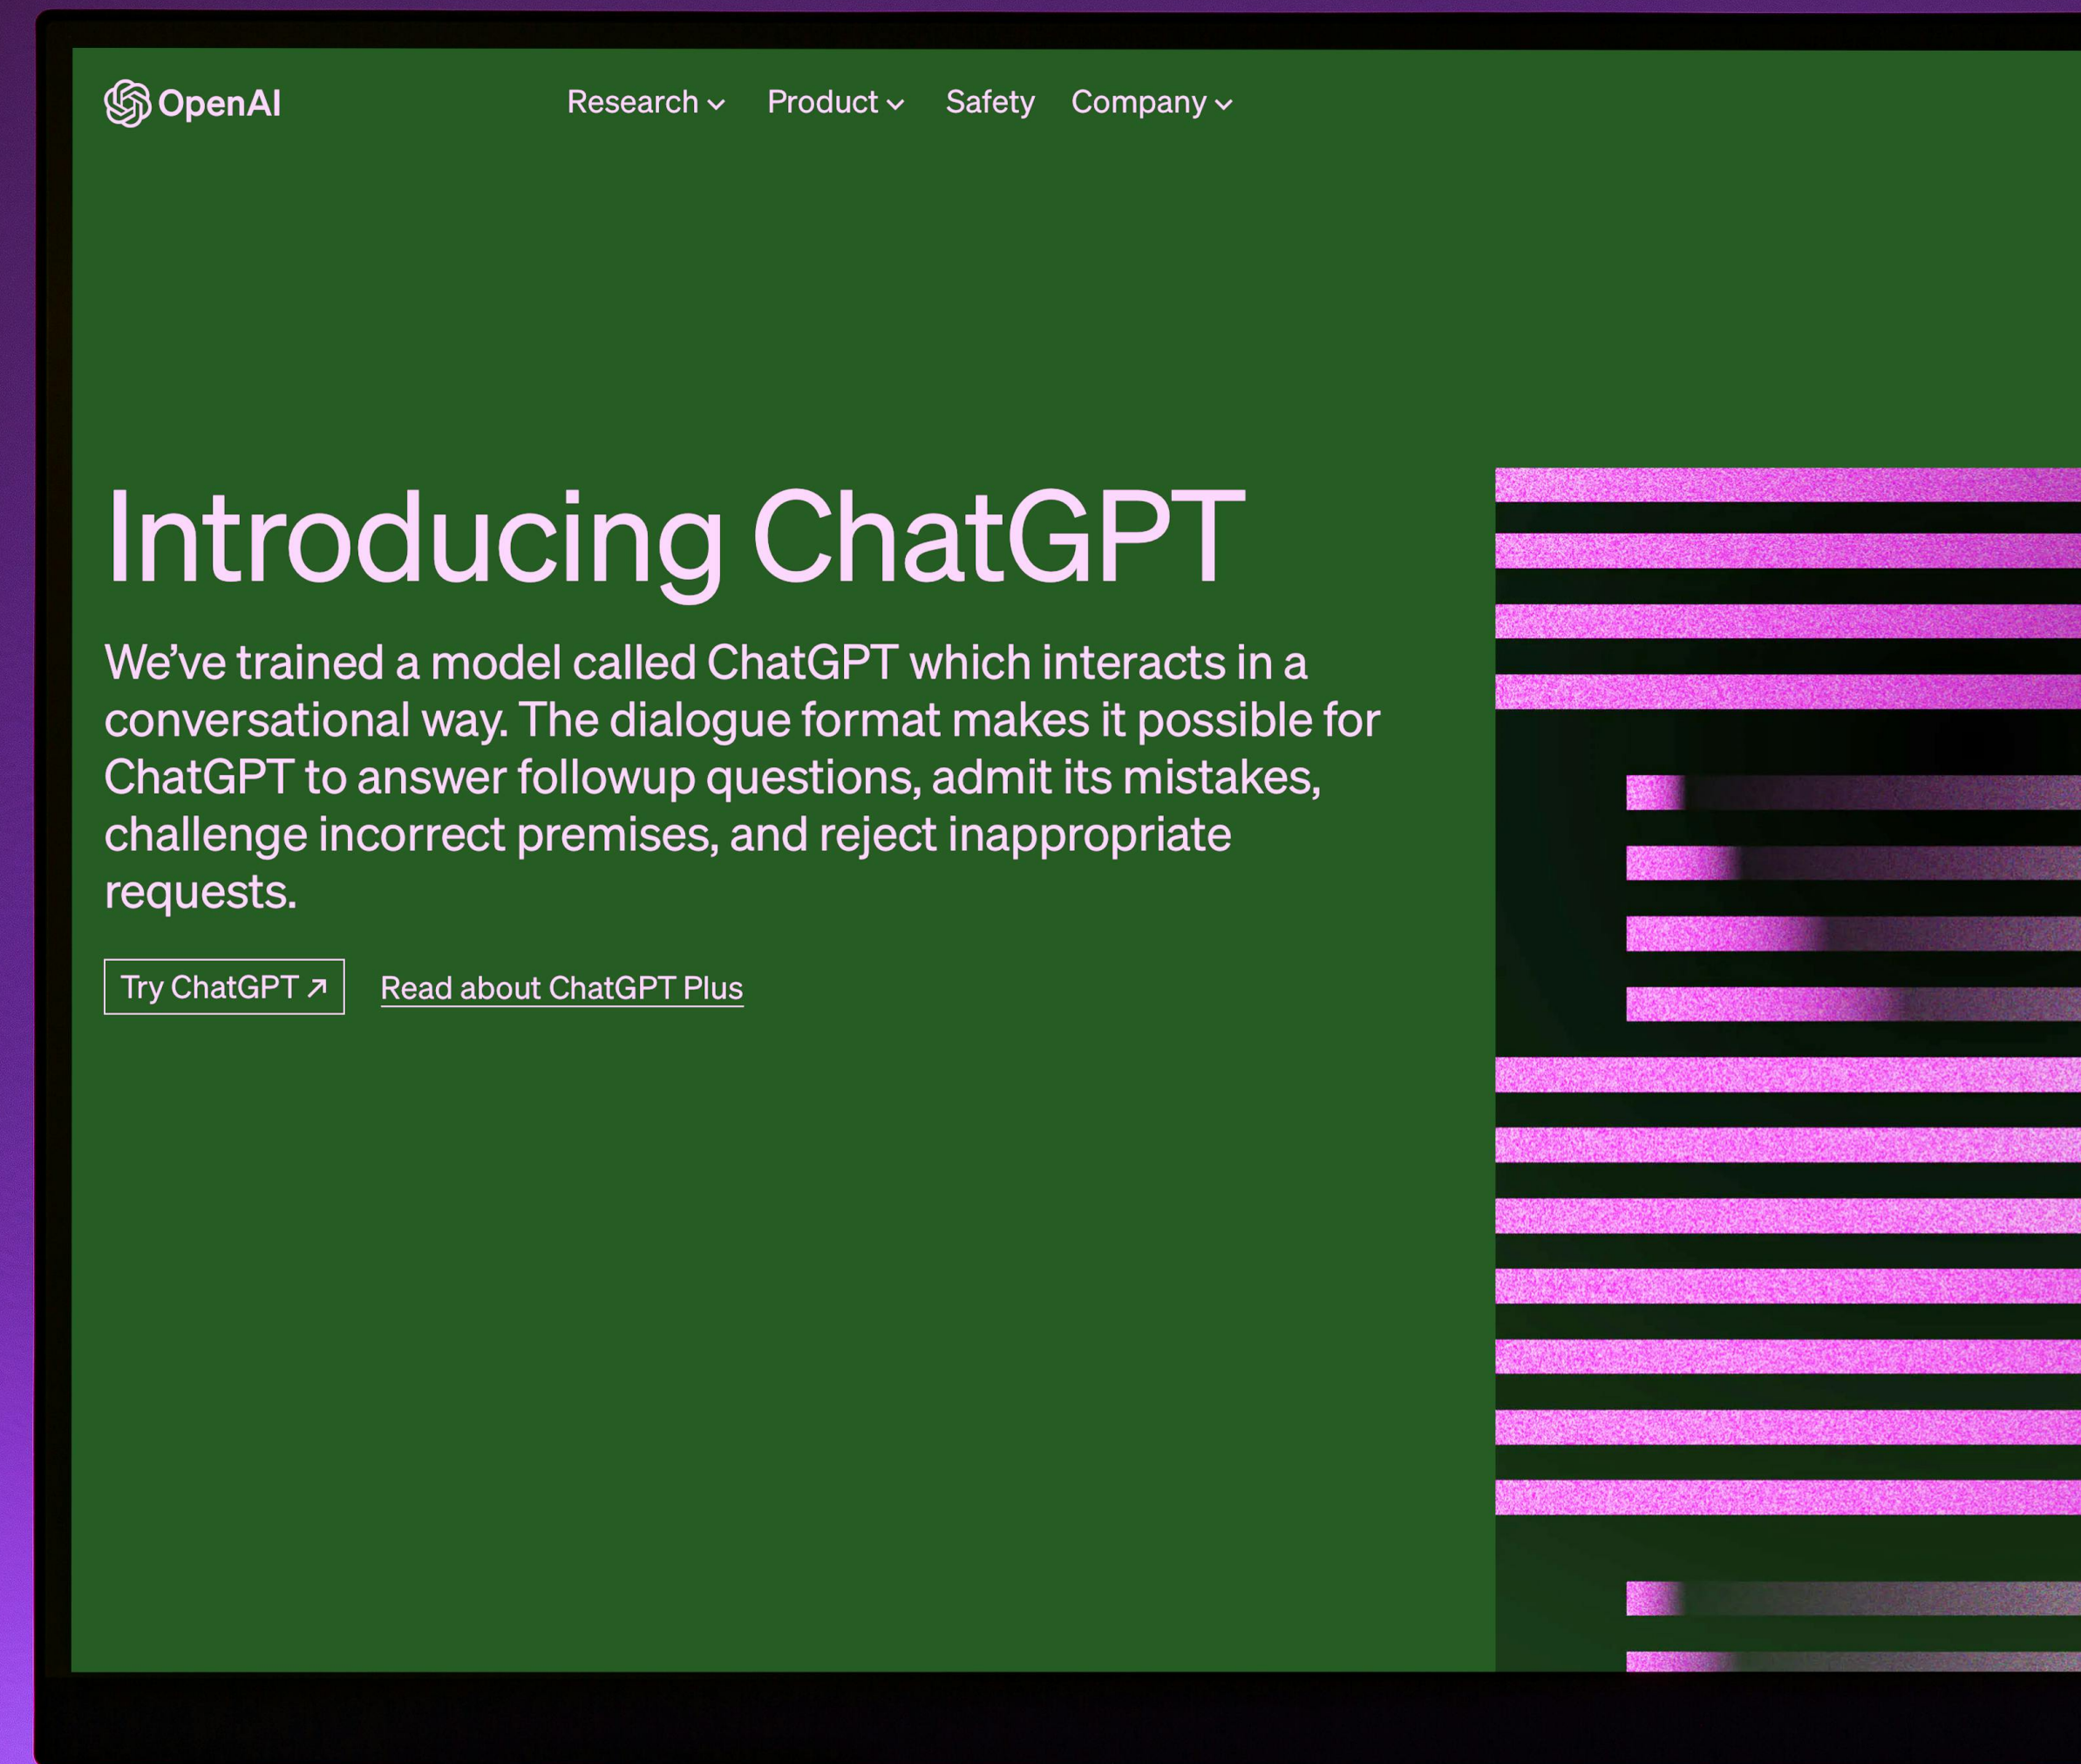 OpenAI
Research Product Safety Company
Introducing ChatGPT
We’ve trained a model called ChatGPT which interacts in a
conversational way. The dialogue format makes it possible for
ChatGPT to answer followup questions, admit its mistakes,
challenge incorrect premises, and reject inappropriate
requests.
Try ChatGPT ↗ Read about ChatGPT Plus